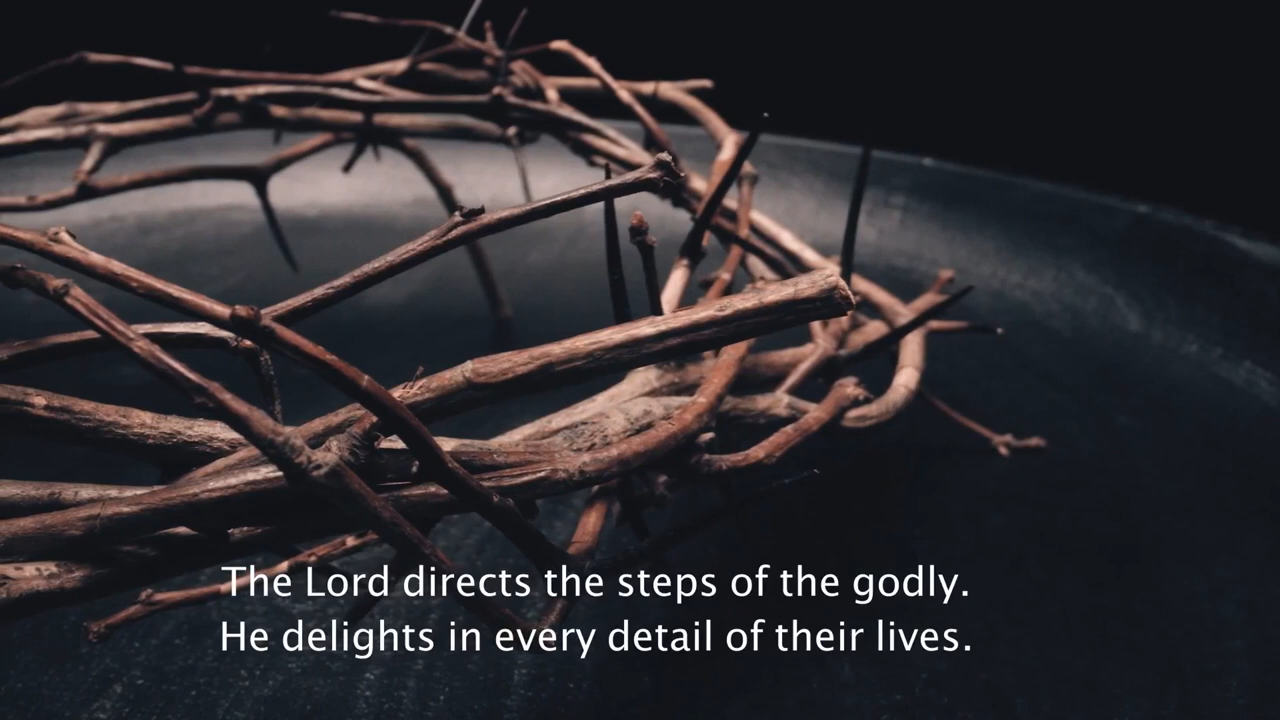 The Lord directs the steps of the godly.
He delights in every detail of their lives.